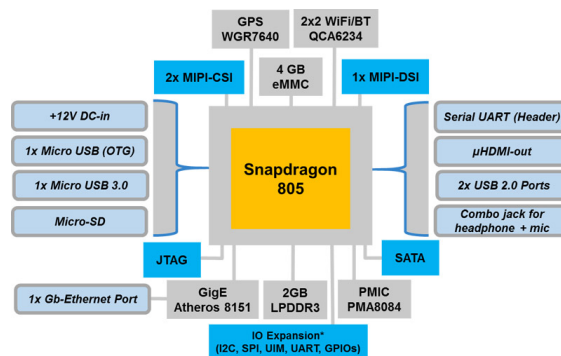 GPS
WGR7640
2x2 WiFi/BT
QCA6234
2x MIPI-CSI
4 GB
eMMC
1x MIPI-DSI
+12V DC-in
1x Micro USB (OTG)
1x Micro USB 3.0
Micro-SD
Snapdragon
805
Serial UART (Header)
µHDMI-out
2x USB 2.0 Ports
Combo jack for
headphone + mic
JTAG
SATA
1x Gb-Ethernet Port
GigE
Atheros 8151
2GB
LPDDR3
PMIC
PMA8084
IO Expansion*
(I2C, SPI, UIM, UART, GPIOs)